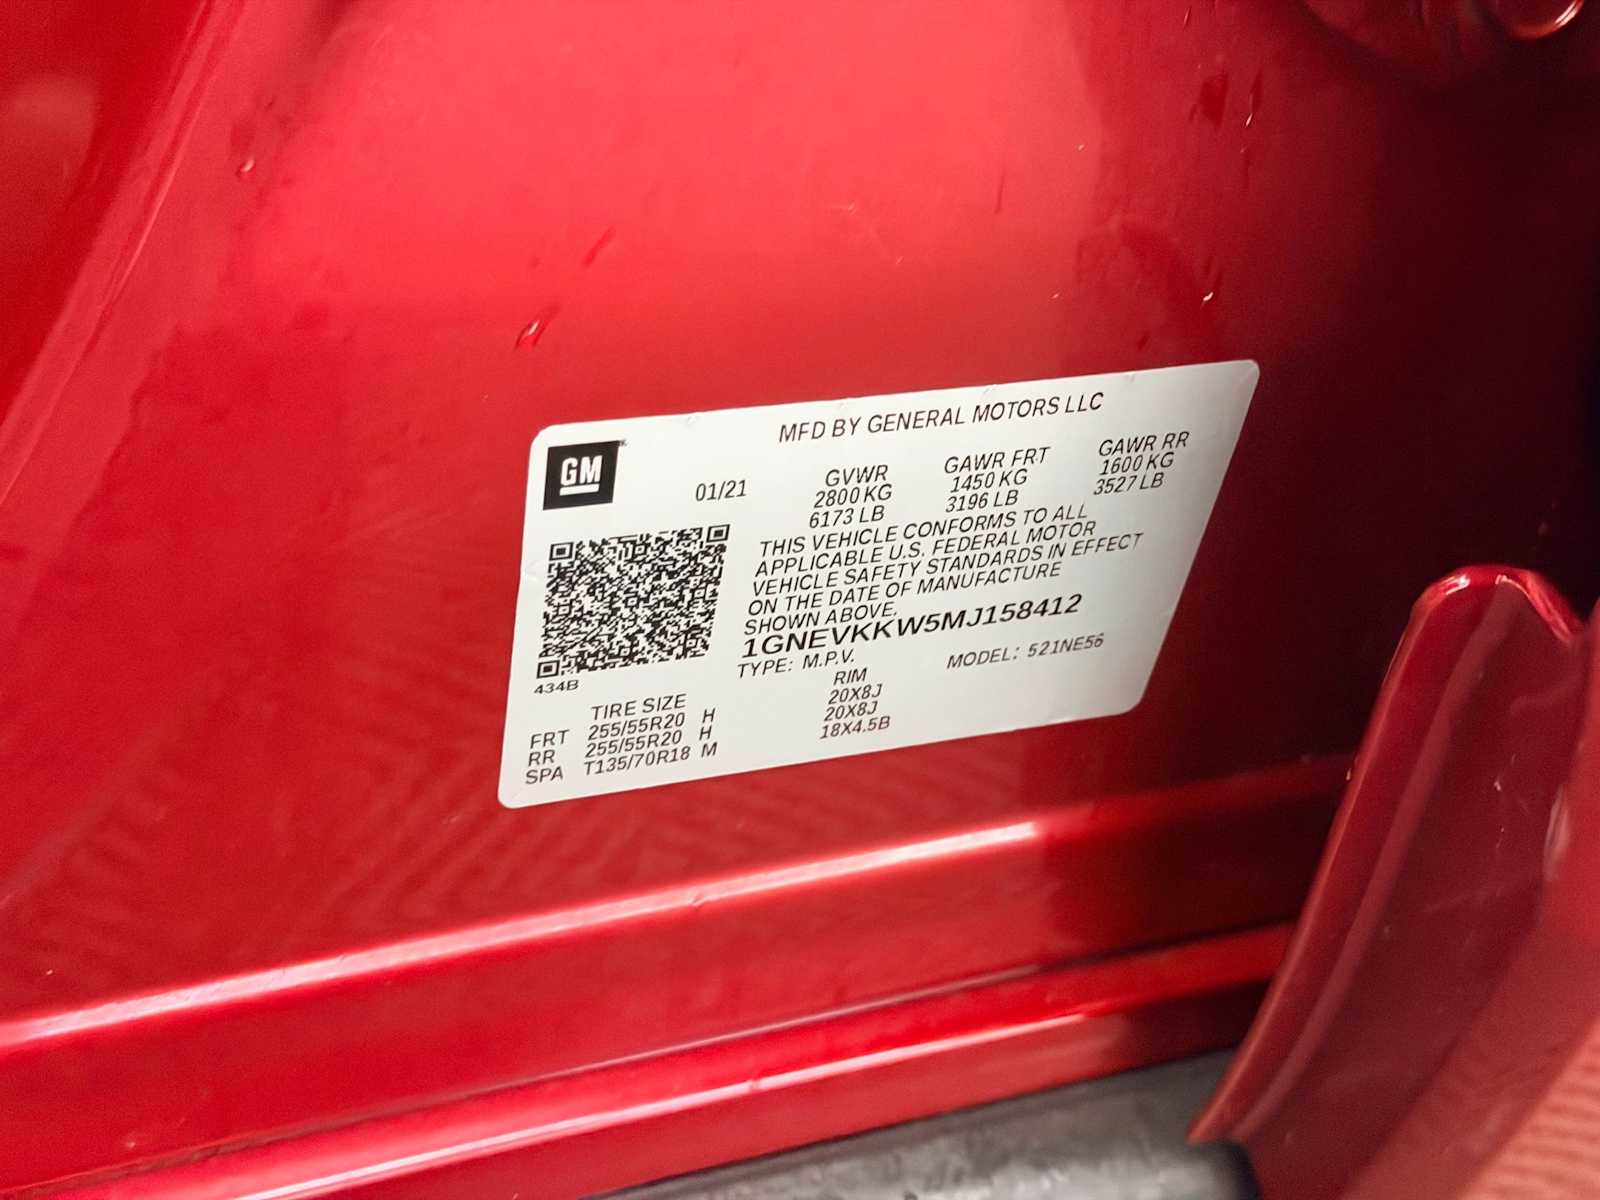 MFD BY GENERAL MOTORS LLC
GM
01/21
GVWR
2800 KG
6173 LB
GAWR FRT
1450 KG
3196 LB
GAWR RR
1600 KG
3527 LB
THIS VEHICLE CONFORMS TO ALL
APPLICABLE U.S. FEDERAL MOTOR
VEHICLE SAFETY STANDARDS IN EFFECT
ON THE DATE OF MANUFACTURE
SHOWN ABOVE.
1GNEVKKW5MJ158412
TYPE: M.P.V. MODEL: 521NE56
434B
TIRE SIZE RIM
FRT 255/55R20 H 20X8J
RR 255/55R20 H 20X8J
SPA T135/70R18 M 18X4.5B